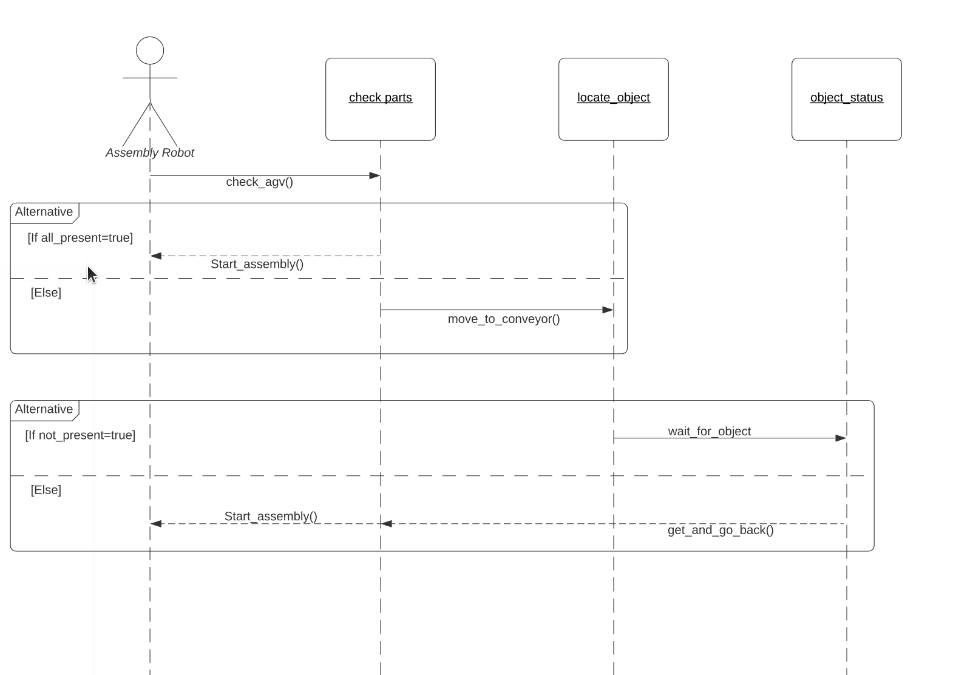 check parts
locate_object
object_status
Assembly Robot
check_agv()
Alternative
[If all_present=true]
Start_assembly()
[Else]
move_to_conveyor()
Alternative
[If not_present=true]
wait_for_object
[Else]
Start_assembly()
get_and_go_back()